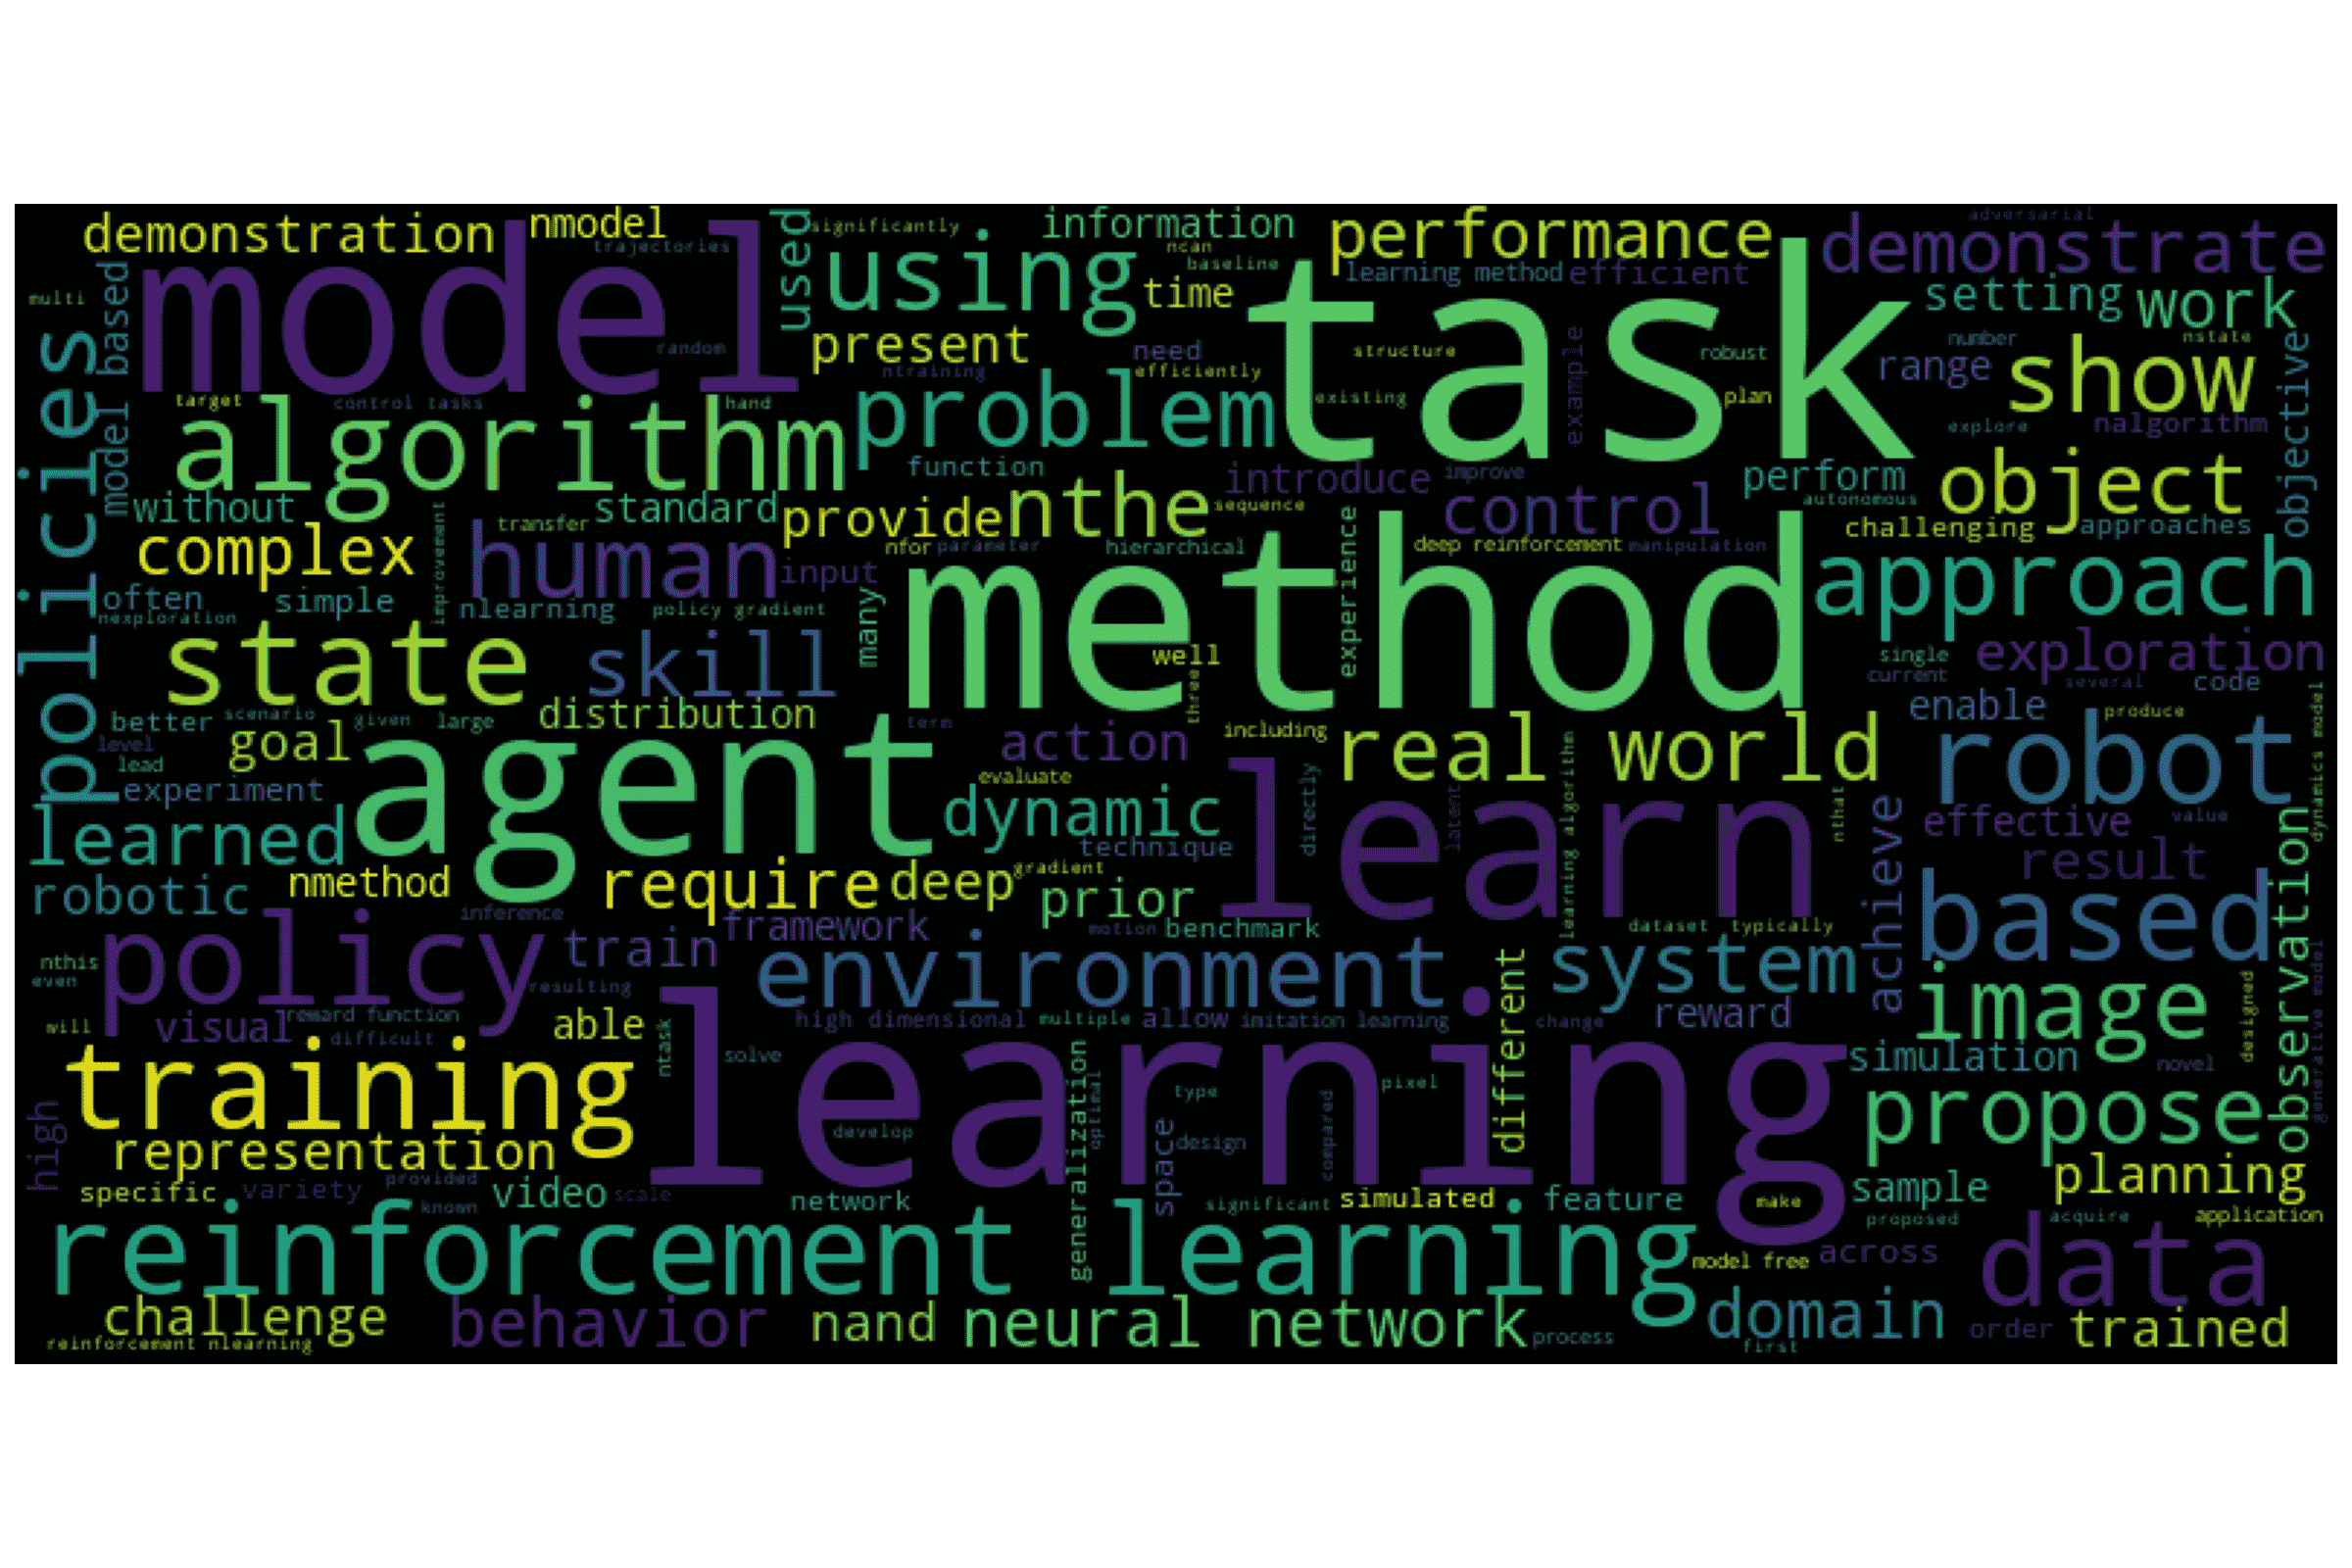 demonstration
nmodel
used
significantly
information
performance
adversarial
demonstrate
trajectories
model
using
ncan
baseline
learning method
efficient
task
multi
model based
time
setting
work
policies
random
present
need
structure
example
robust
range
number
nstate
show
objective
ntraining
efficiently
target
control tasks
hand
problem
existing
plan
explore
nalgorithm
algorithm
function
introduce
improve
perform
object
without
standard
provide
nthe
sequence
control
autonomous
transfer
challenging
approaches
complex
improvement
human
nfor
parameter
hierarchical
experience
deep reinforcement
manipulation
input
method
approach
often
simple
nlearning
policy gradient
many
nexploration
state
skill
well
single
exploration
current
several
code
better
scenario
given
large
distribution
term
three
including
enable
produce
level
goal
agent
action
real world
robot
dynamics model
lead
evaluate
learn
experiment
dynamic
directly
latent
learning algorithm
nthat
achieve
effective
value
observation
learned
technique
result
robotic
nmethod
require
deep
gradient
prior
based
inference
framework
motion
benchmark
dataset
typically
policy
train
environment
system
different
nthis
even
resulting
image
designed
generative model
visual
reward function
able
high dimensional
multiple
allow
imitation learning
change
reward
will
difficult
ntask
solve
learning
simulation
novel
training
generalization
optimal
type
compared
pixel
propose
high
develop
space
design
representation
planning
specific
variety
provided
known
video
scale
network
significant
simulated
feature
make
sample
proposed
acquire
application
reinforcement learning
model free
across
data
challenge
behavior
nand
neural network
process
domain
first
order
trained
reinforcement nlearning